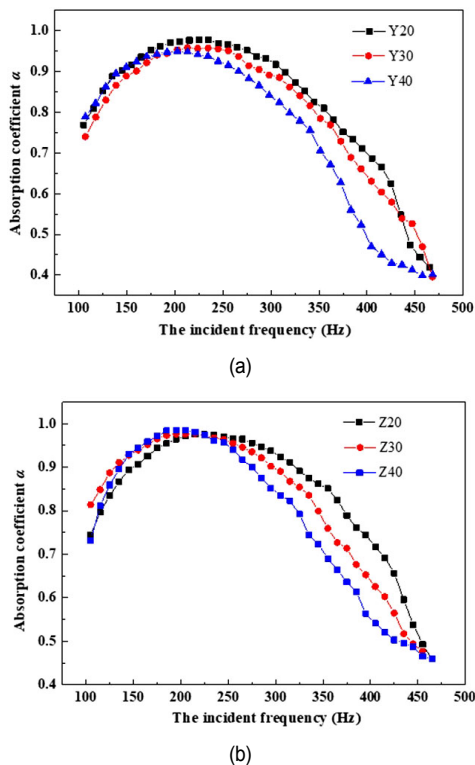 1.0
0.9
0.8
0.7
0.6
0.5
0.4
Absorption coefficient α
Y20
Y30
Y40
50 100 150 200 250 300 350 400 450 500
The incident frequency (Hz)
(a)
1.0
0.9
0.8
0.7
0.6
0.5
0.4
Absorption coefficient α
Z20
Z30
Z40
100 150 200 250 300 350 400 450 500
The incident frequency (Hz)
(b)